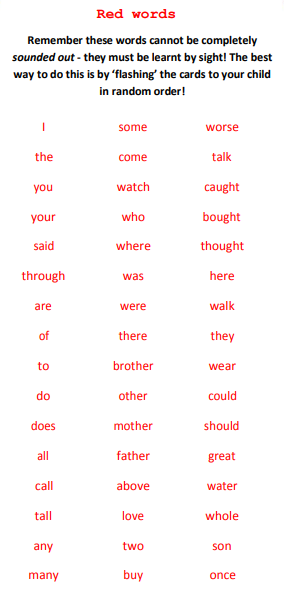 Red words
Remember these words cannot be completely
sounded out - they must be learnt by sight! The best
way to do this is by ‘flashing’ the cards to your child
in random order!
I some worse
the come talk
you watch caught
your who bought
said where thought
through was here
are were walk
of there they
to brother wear
do other could
does mother should
all father great
call above water
tall love whole
any two son
many buy once